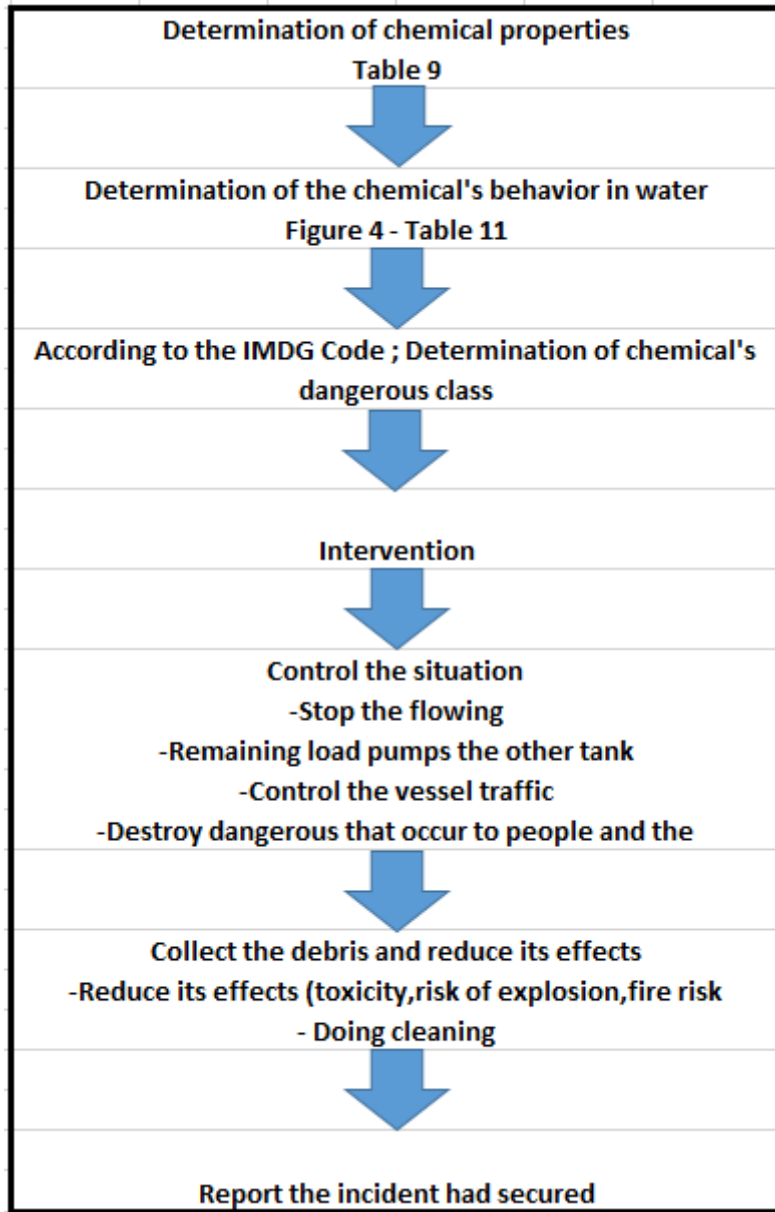 Determination of chemical properties
Table 9
Determination of the chemical's behavior in water
Figure 4 - Table 11
According to the IMDG Code ; Determination of chemical's
dangerous class
Intervention
Control the situation
-Stop the flowing
-Remaining load pumps the other tank
-Control the vessel traffic
-Destroy dangerous that occur to people and the
Collect the debris and reduce its effects
-Reduce its effects (toxicity,risk of explosion,fire risk
- Doing cleaning
Report the incident had secured